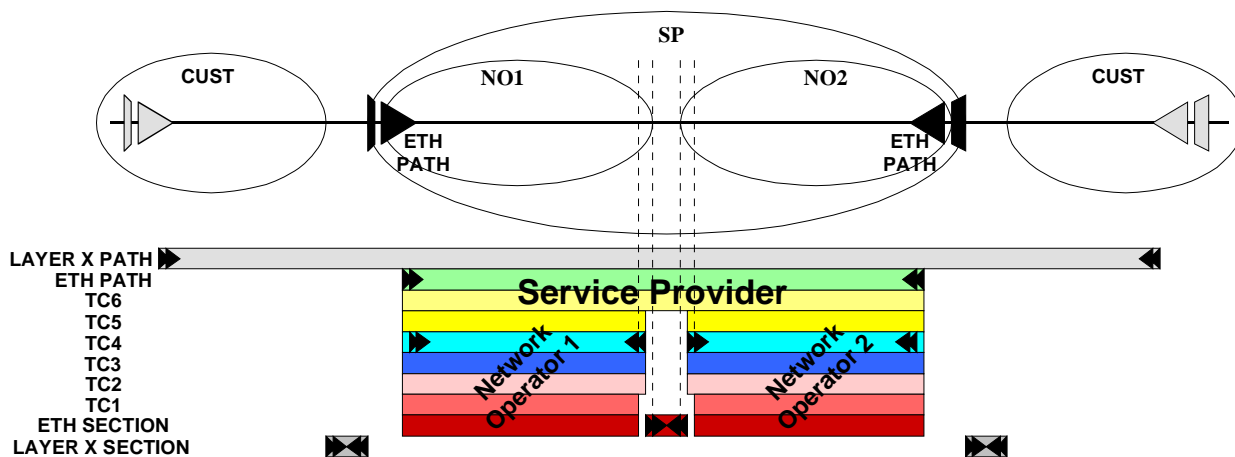 SP
CUST
NO1
NO2
CUST
ETH
PATH
ETH
PATH
LAYER X PATH
ETH PATH
TC6
Service Provider
TC5
TC4
TC3
TC2
TC1
Network
Operator 1
Network
Operator 2
ETH SECTION
LAYER X SECTION